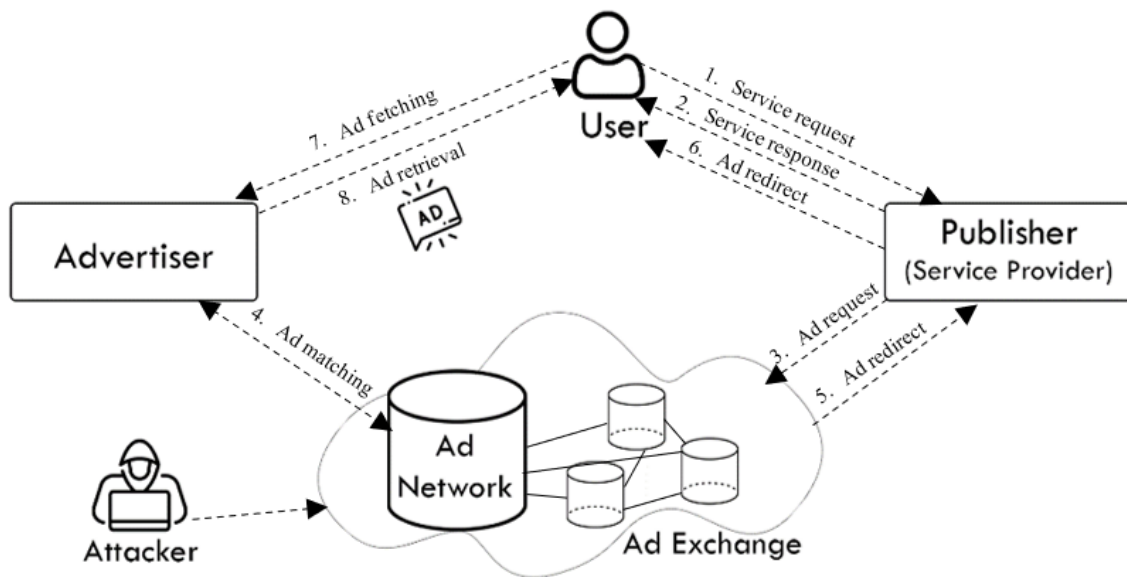 User
1. Service request
2. Service response
6. Ad redirect
7. Ad fetching
8. Ad retrieval
AD
Advertiser
Publisher
(Service Provider)
4. Ad matching
3. Ad request
5. Ad redirect
Ad
Network
Ad Exchange
Attacker